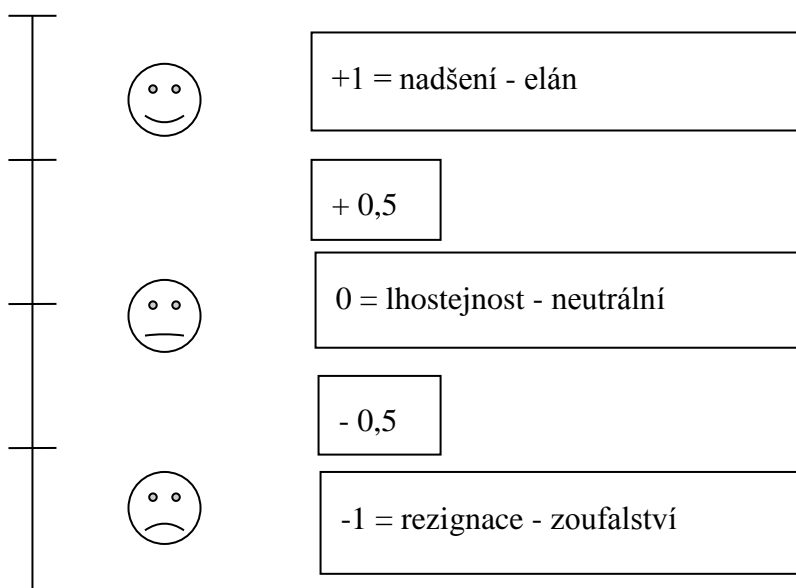 +1 = nadšení - elán
+ 0,5
0 = lhostejnost - neutrální
- 0,5
-1 = rezignace - zoufalství